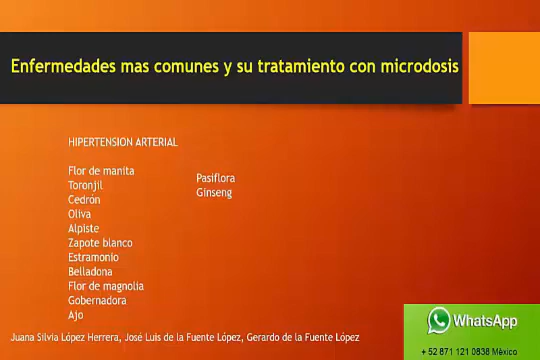 Enfermedades mas comunes y su tratamiento con microdosis
HIPERTENSION ARTERIAL
Flor de manita
Toronjil
Cedrón
Oliva
Alpiste
Zapote blanco
Estramonio
Belladona
Flor de magnolia
Gobernadora
Ajo
Pasiflora
Ginseng
Juana Silvia López Herrera, José Luis de la Fuente López, Gerardo de la Fuente López
WhatsApp
+ 52 871 121 0838 Mèxico